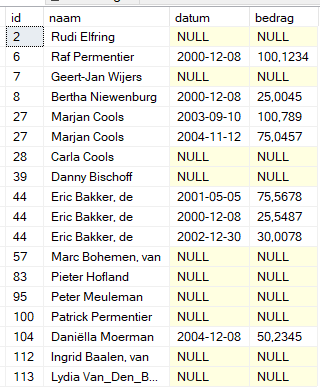 id naam datum bedrag
2 Rudi Elfring NULL NULL
6 Raf Permentier 2000-12-08 100,1234
7 Geert-Jan Wijers NULL NULL
8 Bertha Niewenburg 2000-12-08 25,0045
27 Marjan Cools 2003-09-10 100,789
27 Marjan Cools 2004-11-12 75,0457
28 Carla Cools NULL NULL
39 Danny Bischoff NULL NULL
44 Eric Bakker, de 2001-05-05 75,5678
44 Eric Bakker, de 2000-12-08 25,5487
44 Eric Bakker, de 2002-12-30 30,0078
57 Marc Bohemen, van NULL NULL
83 Pieter Hofland NULL NULL
95 Peter Meuleman NULL NULL
100 Patrick Permentier NULL NULL
104 Daniëlla Moerman 2004-12-08 50,2345
112 Ingrid Baalen, van NULL NULL
113 Lydia Van_Den_B... NULL NULL